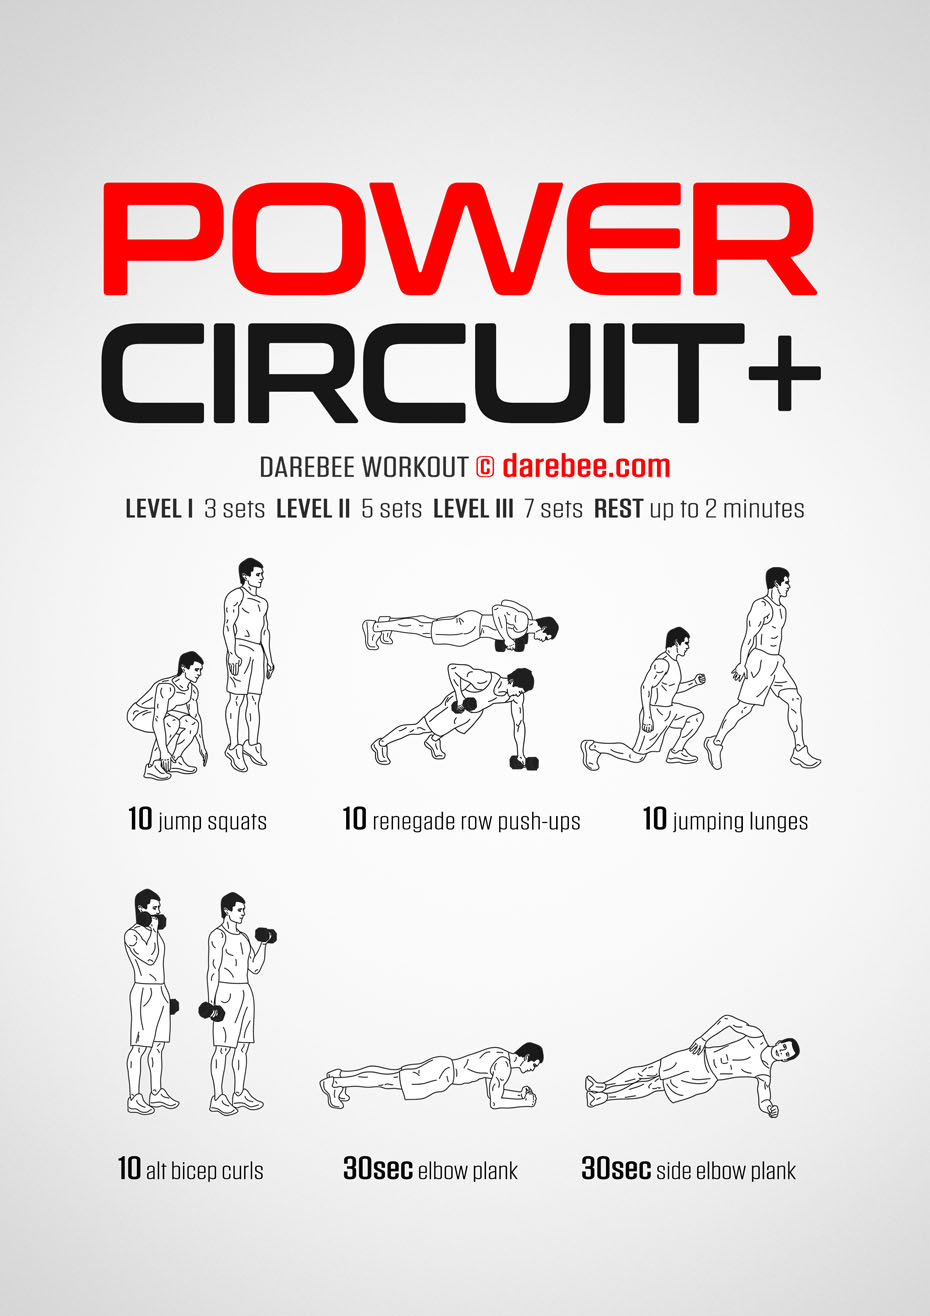 POWER
CIRCUIT+
DAREBEE WORKOUT © darebee.com
LEVEL I 3 sets LEVEL II 5 sets LEVEL III 7 sets REST up to 2 minutes
10 jump squats
10 renegade row push-ups
10 jumping lunges
10 alt bicep curls
30sec elbow plank
30sec side elbow plank